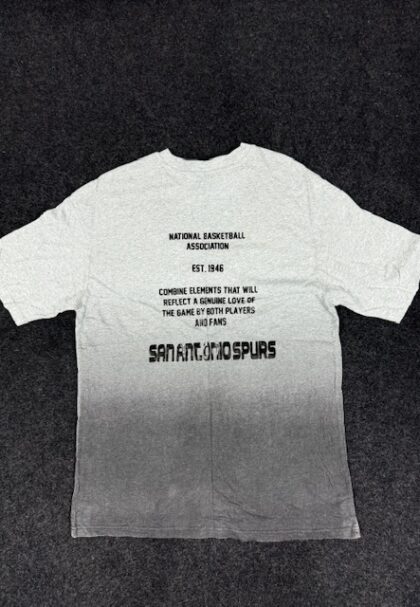 NATIONAL BASKETBALL
ASSOCIATION
EST. 1946
COMBINE ELEMENTS THAT WILL
REFLECT A GENUINE LOVE OF
THE GAME BY BOTH PLAYERS
AND FANS
SAN ANTONIO SPURS